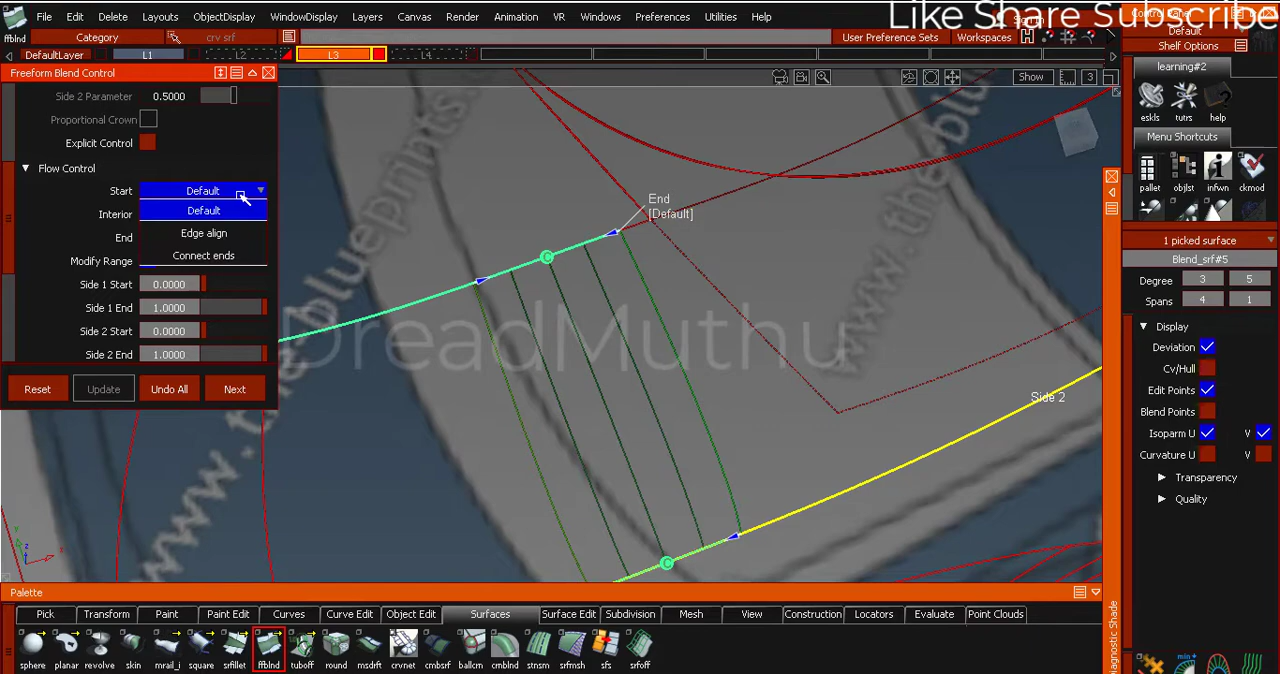 File Edit Delete Layouts ObjectDisplay WindowDisplay Layers Canvas Render Animation VR Windows Preferences Utilities Help
Like Share Subscribe
ffblnd Category crv srf User Preference Sets Workspaces
Default
Shelf Options
DefaultLayer L1 L2 L3 L4
Freeform Blend Control
Show 3
learning#2
Side 2 Parameter 0.5000
Proportional Crown
eskls tutrs help
Explicit Control
Menu Shortcuts
Flow Control
pallet objlst infwn ckmod
Start Default
Default
Interior
End Edge align
Connect ends
Modify Range
Side 1 Start 0.0000
Side 1 End 1.0000
Side 2 Start 0.0000
Side 2 End 1.0000
Reset Update Undo All Next
End
[Default]
C
C
Side 2
DreadMuthu
www.the-blueprints
www.the-blu
1 picked surface
Blend_srf#5
Degree 3 5
Spans 4 1
Display
Deviation
Cv/Hull
Edit Points
Blend Points
Isoparm U V
Curvature U V
Transparency
Quality
Diagnostic Shade
Palette
Pick Transform Paint Paint Edit Curves Curve Edit Object Edit Surfaces Surface Edit Subdivision Mesh View Construction Locators Evaluate Point Clouds
sphere planar revolve skin mrail_i square srfillet ffblnd tuboff round msdrft crvnet cmbsrf ballcrn cmblnd stnsm srfmsh sfs srfoff